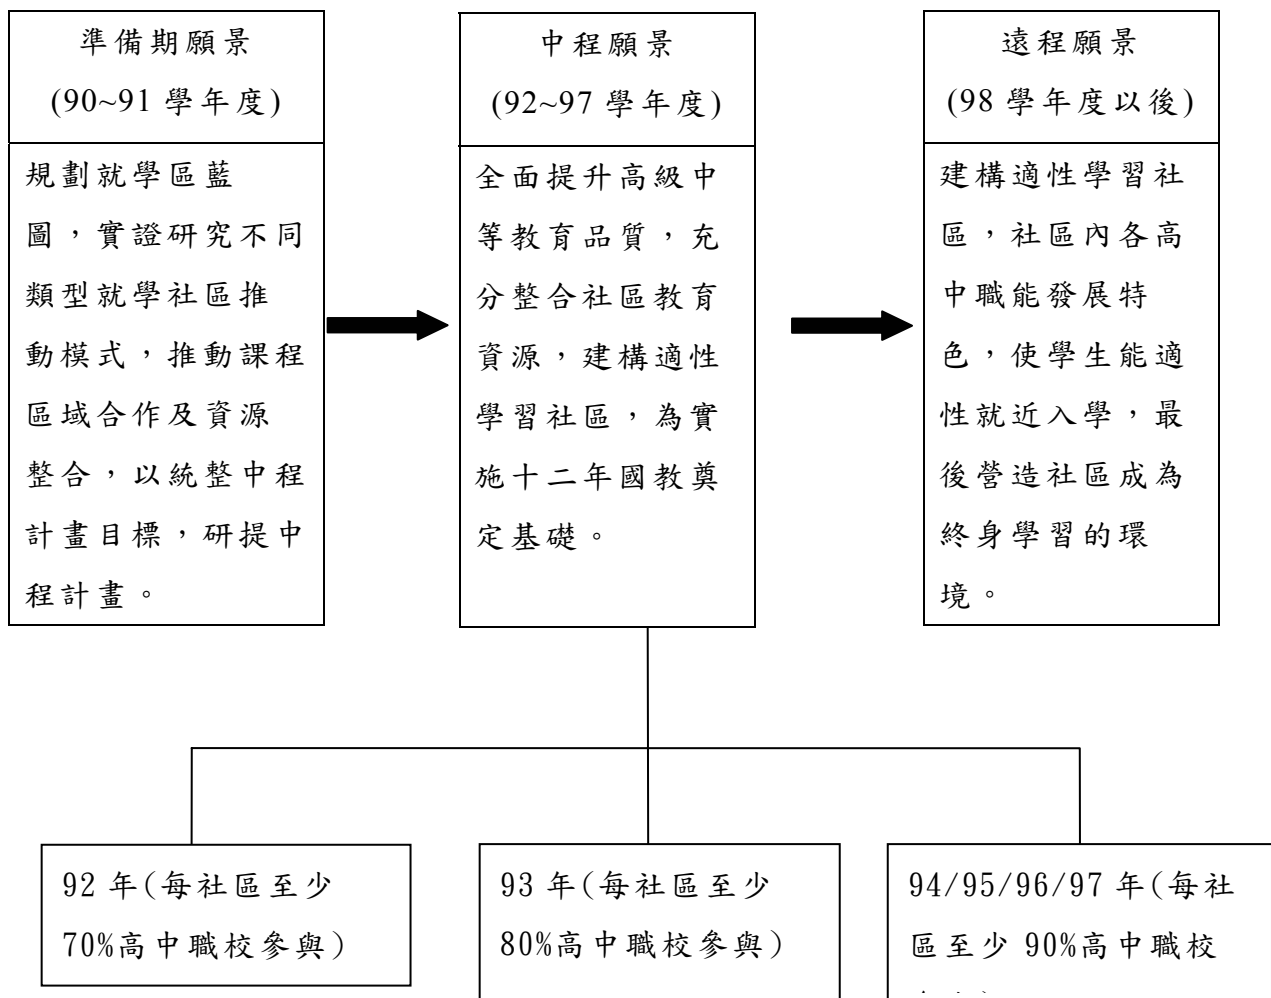 準備期願景
(90~91 學年度)
規劃就學區藍
圖，實證研究不同
類型就學社區推
動模式，推動課程
區域合作及資源
整合，以統整中程
計畫目標，研提中
程計畫。
中程願景
(92~97 學年度)
全面提升高級中
等教育品質，充
分整合社區教育
資源，建構適性
學習社區，為實
施十二年國教奠
定基礎。
遠程願景
(98 學年度以後)
建構適性學習社
區，社區內各高
中職能發展特
色，使學生能適
性就近入學，最
後營造社區成為
終身學習的環
境。
92 年(每社區至少
70%高中職校參與)
93 年(每社區至少
80%高中職校參與)
94/95/96/97 年(每社
區至少 90%高中職校